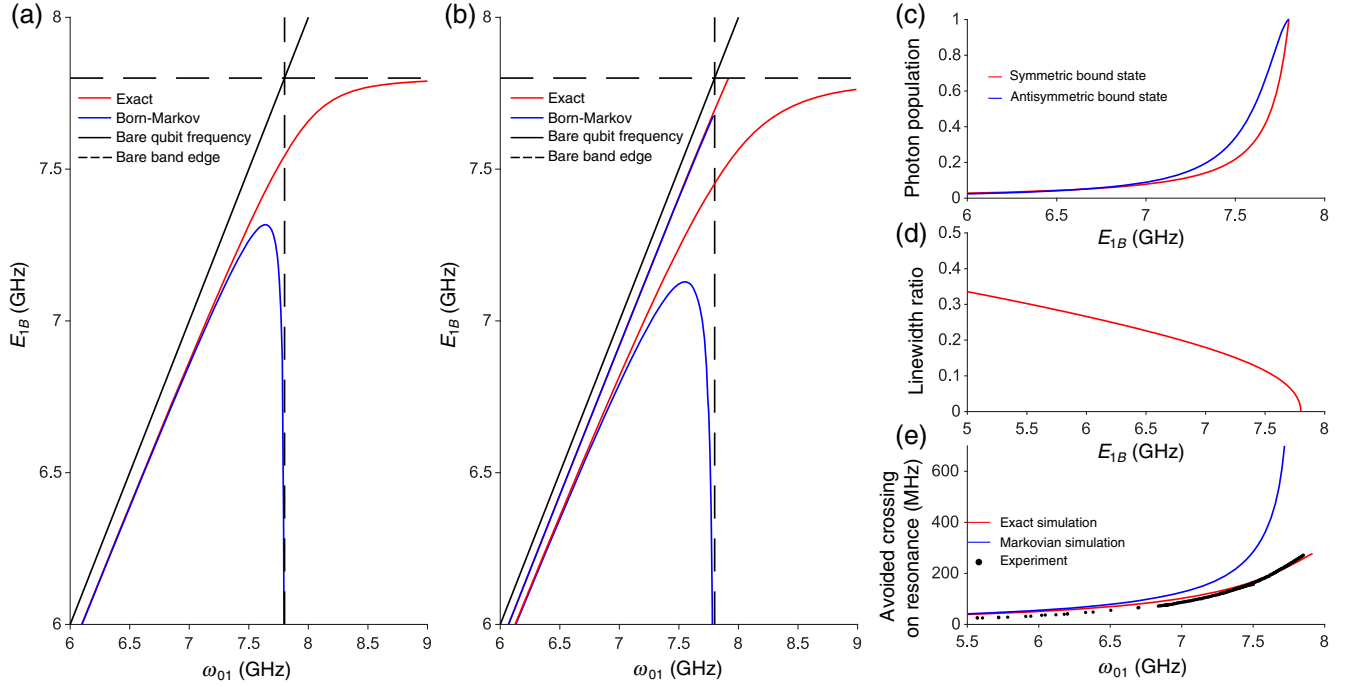 (a)
8
7.5
7
6.5
6
6
6.5
7
7.5
8
8.5
9
E1B (GHz)
ω01 (GHz)
Exact
Born-Markov
Bare qubit frequency
Bare band edge
(b)
8
7.5
7
6.5
6
6
6.5
7
7.5
8
8.5
9
E1B (GHz)
ω01 (GHz)
Exact
Born-Markov
Bare qubit frequency
Bare band edge
(c)
1
0.8
0.6
0.4
0.2
0
6
6.5
7
7.5
8
Photon population
E1B (GHz)
Symmetric bound state
Antisymmetric bound state
(d)
0.5
0.4
0.3
0.2
0.1
0
5
5.5
6
6.5
7
7.5
8
Linewidth ratio
E1B (GHz)
(e)
600
400
200
0
5.5
6
6.5
7
7.5
8
Avoided crossing
on resonance (MHz)
ω01 (GHz)
Exact simulation
Markovian simulation
Experiment